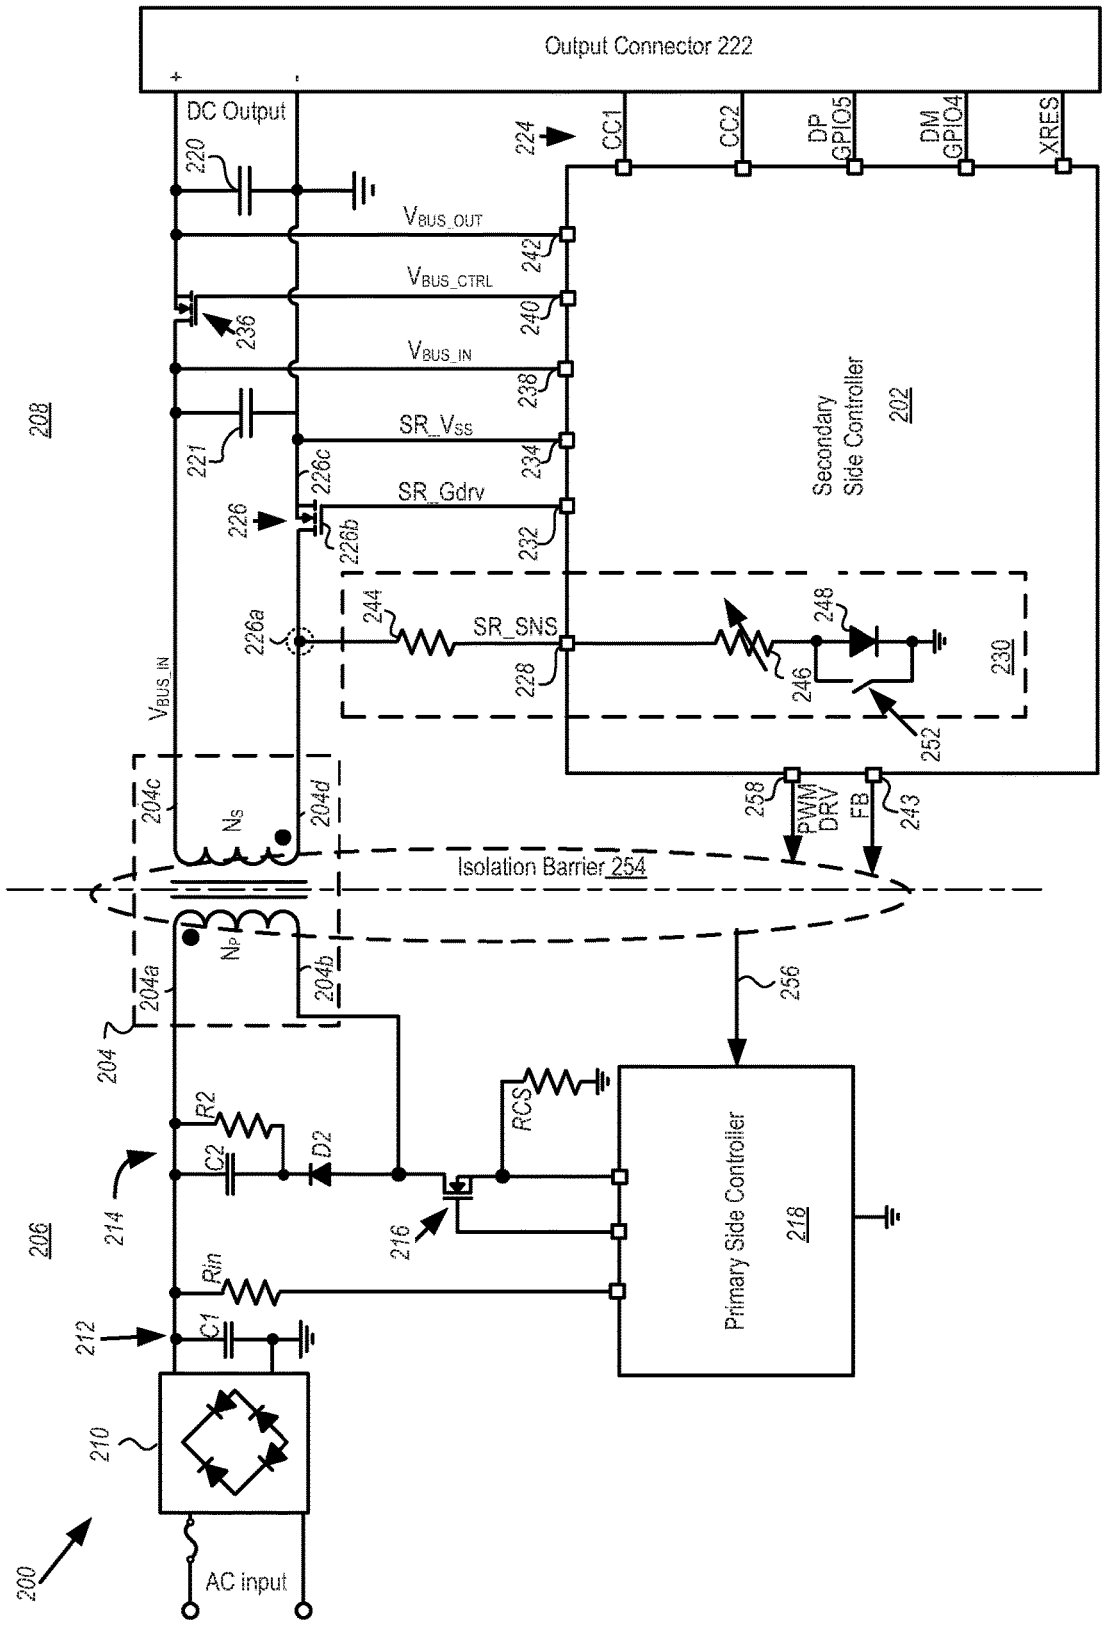 200
AC input
210
212
C1
Rin
206
214
C2
R2
D2
216
RCS
Primary Side Controller
218
256
204
204a
204b
NP
NS
204c
204d
Isolation Barrier 254
258
PWM
DRV
FB
243
VBUS_IN
208
226a
244
SR_SNS
228
246
248
252
230
226
226b
226c
SR_Gdrv
232
SR_VSS
234
221
VBUS_IN
238
236
VBUS_CTRL
240
VBUS_OUT
242
220
Secondary
Side Controller
202
224
CC1
CC2
DP
GPIO5
DM
GPIO4
XRES
DC Output
+
-
Output Connector 222